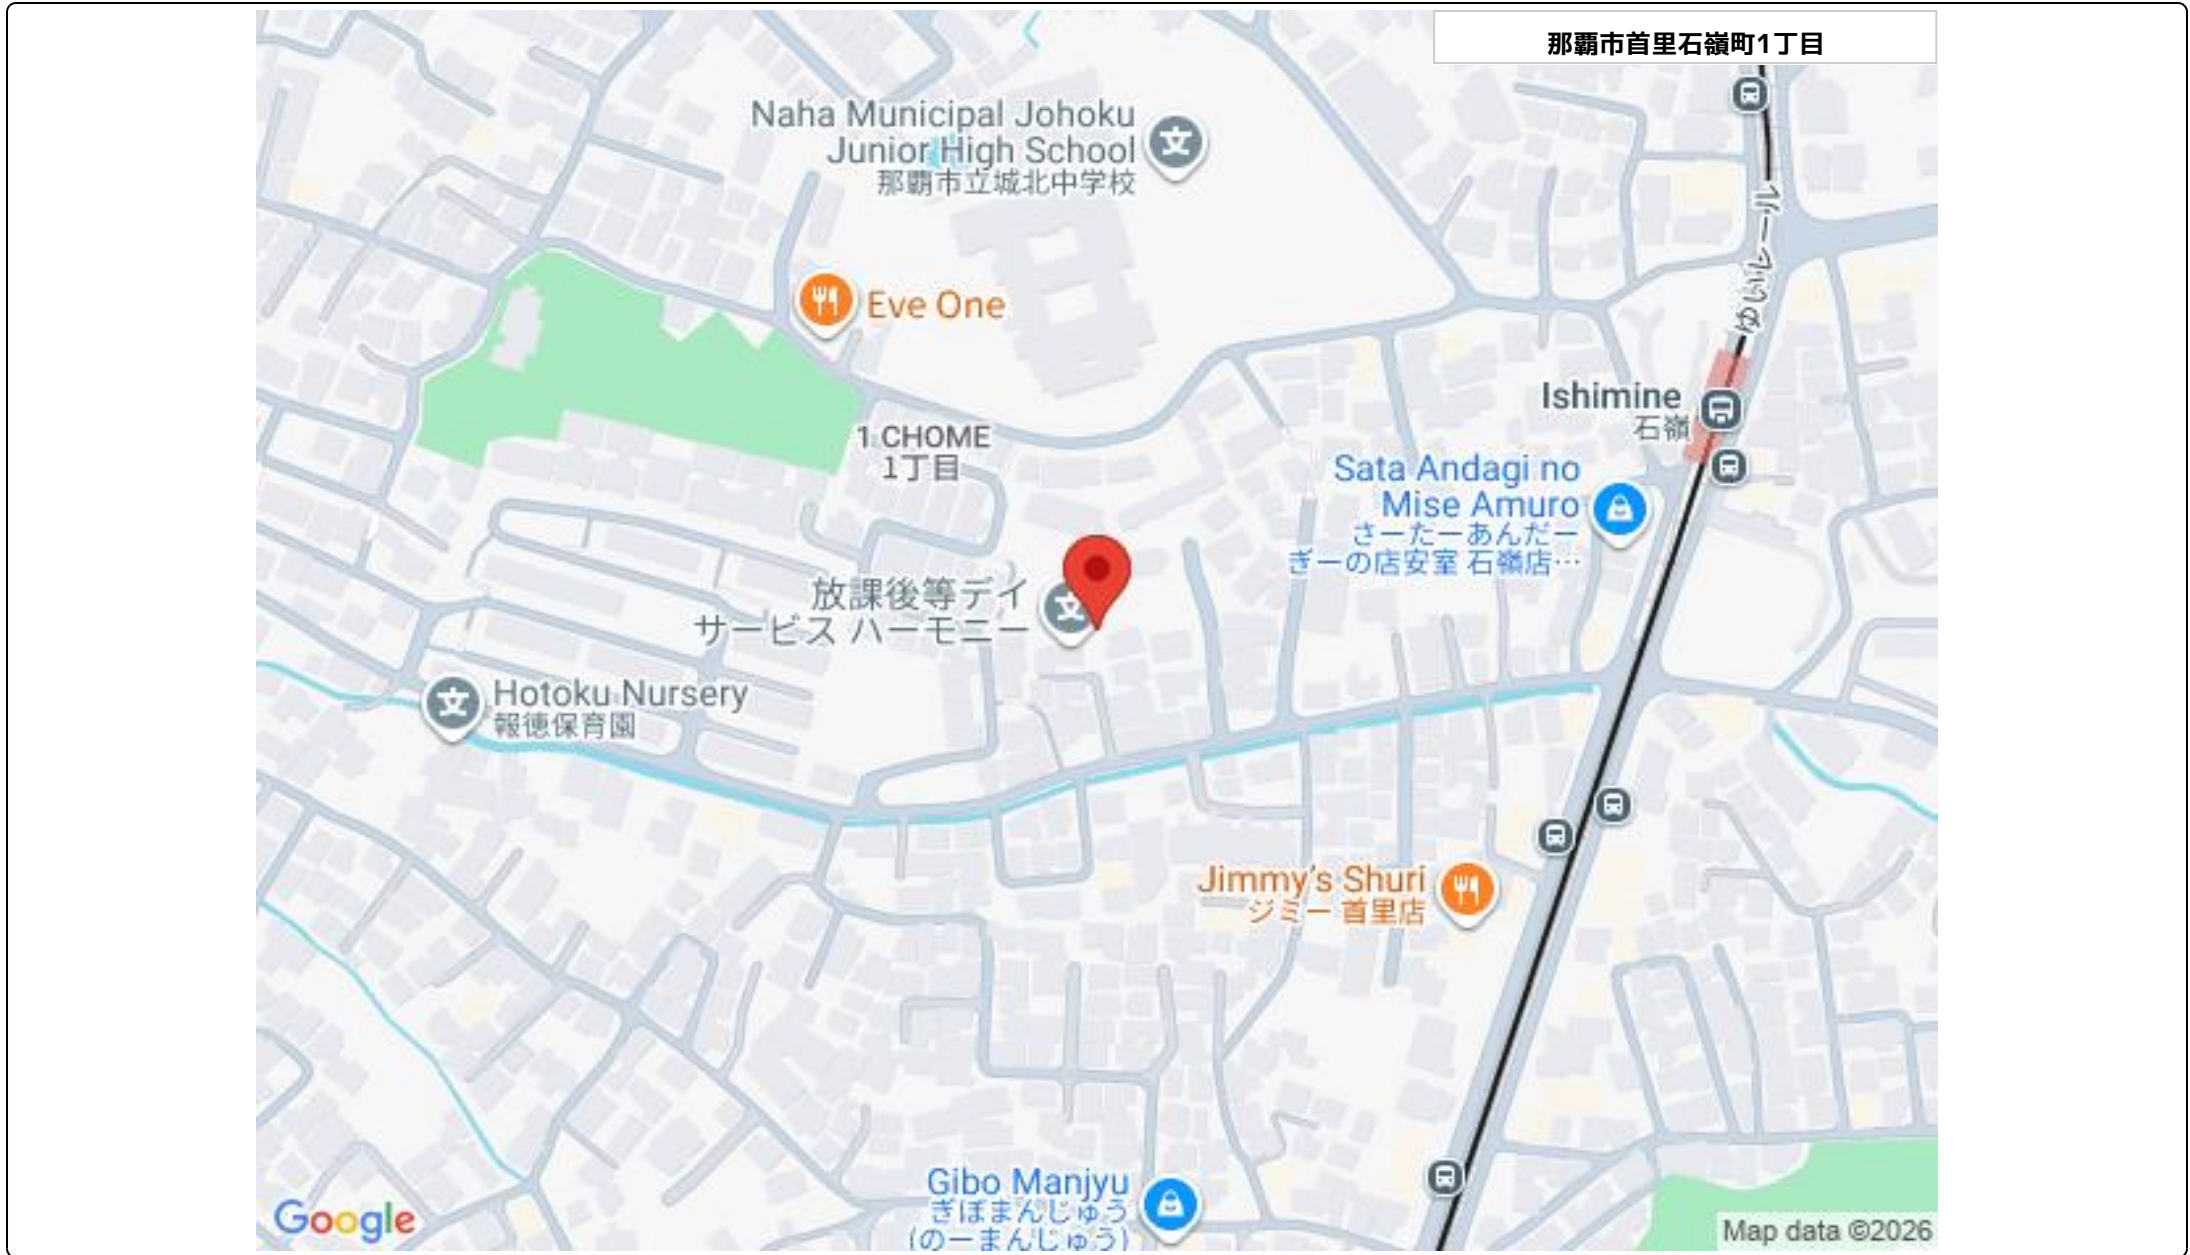 那覇市首里石嶺町1丁目
Naha Municipal Johoku
Junior High School
那覇市立城北中学校
ゆいレール
Eve One
Ishimine
石嶺
1 CHOME
1丁目
Sata Andagi no
Mise Amuro
さーたーあんだー
ぎーの店安室 石嶺店…
放課後等デイ
サービス ハーモニー
Hotoku Nursery
報徳保育園
Jimmy's Shuri
ジミー 首里店
Gibo Manjyu
ぎぼまんじゅう
(のーまんじゅう)
Google
Map data ©2026